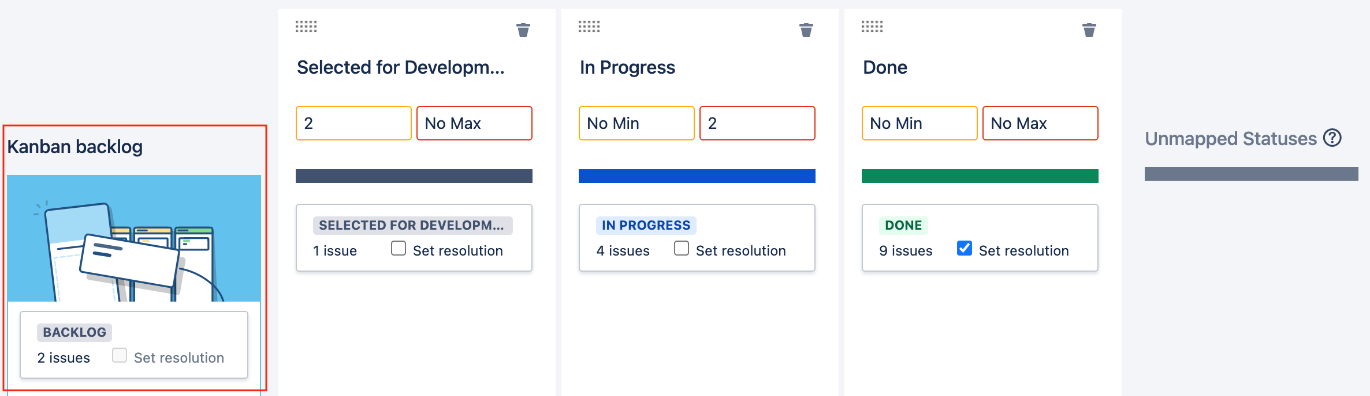 Kanban backlog
BACKLOG
2 issues Set resolution
Selected for Developm...
2 No Max
SELECTED FOR DEVELOPM...
1 issue Set resolution
In Progress
No Min 2
IN PROGRESS
4 issues Set resolution
Done
No Min No Max
DONE
9 issues Set resolution
Unmapped Statuses ?